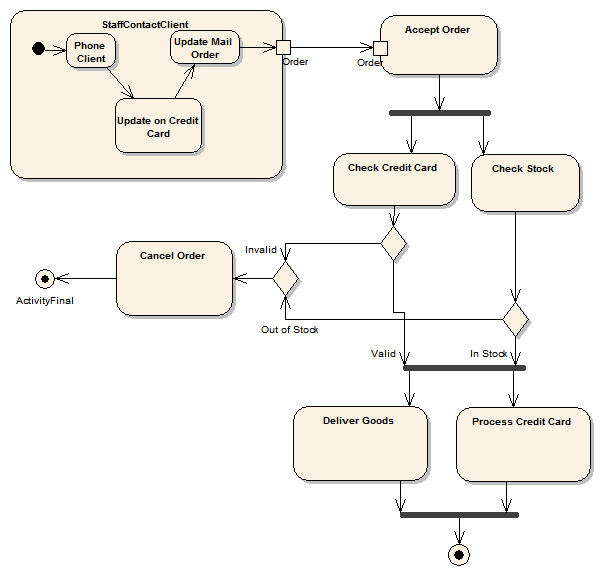 StaffContactClient
Phone
Client
Update Mail
Order
Update on Credit
Card
Order
Order
Accept Order
Check Credit Card
Check Stock
Invalid
Cancel Order
ActivityFinal
Out of Stock
Valid
In Stock
Deliver Goods
Process Credit Card